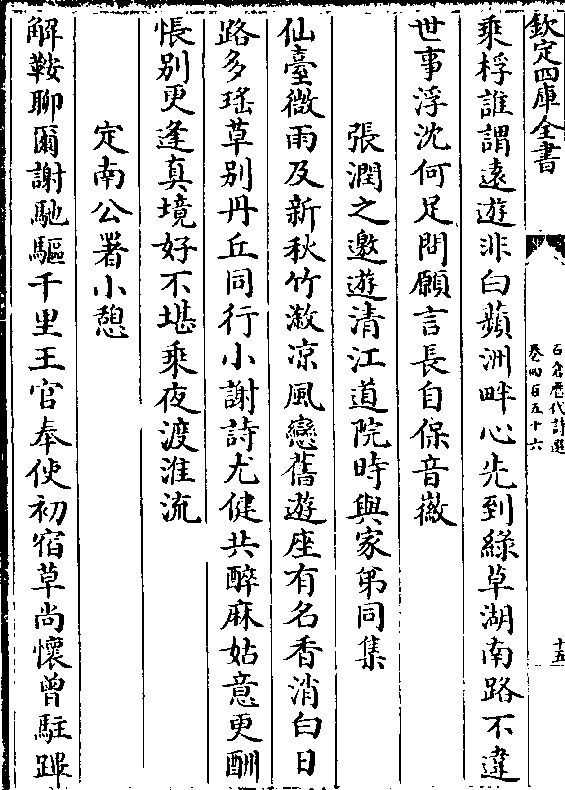 欽定四庫全書
石倉歷代詩選
卷四百五十六
十五
乘桴誰謂遠遊非白蘋洲畔心先到綠草湖南路不違
世事浮沈何足問願言長自保音徽
張潤之邀遊清江道院時與家弟同集
仙臺微雨及新秋竹漵凉風戀舊遊座有名香消白日
路多瑤草别丹丘同行小謝詩尤健共醉麻姑意更酬
悵别更逢真境好不堪乘夜渡淮流
定南公署小憩
解鞍聊爾謝馳驅千里王官奉使初宿草尚懷曾駐蹕